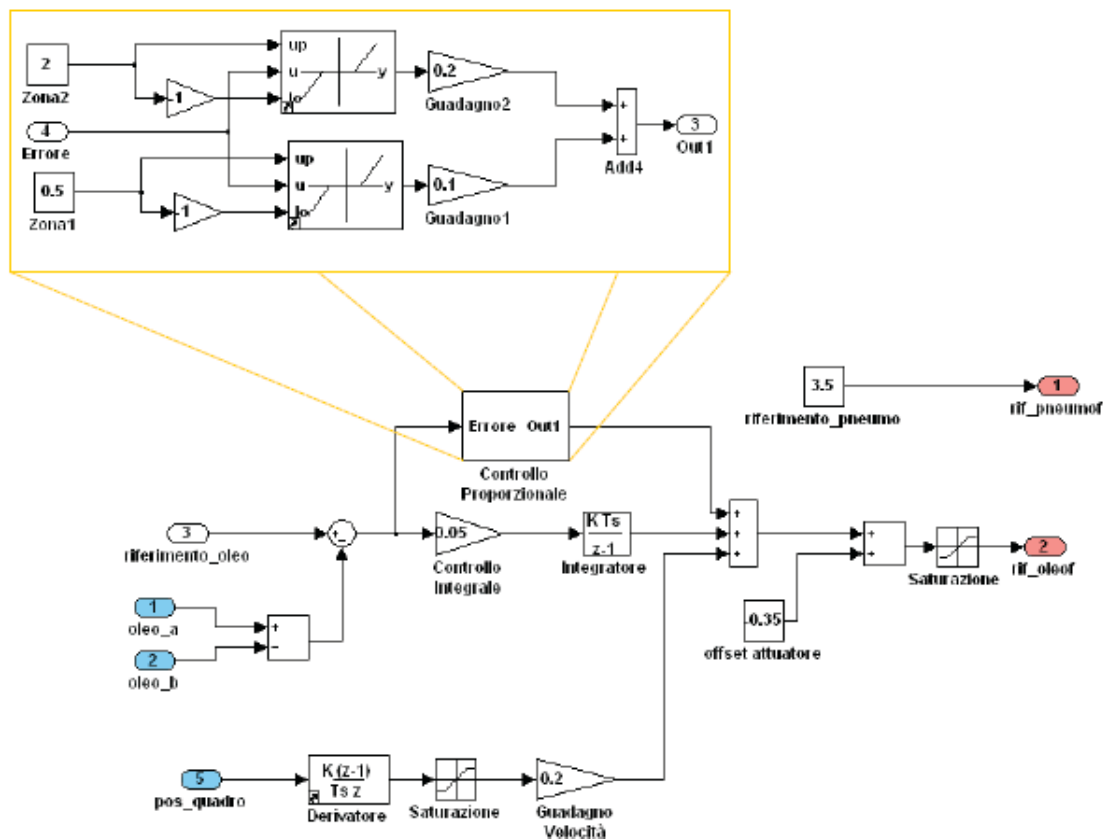 2
up
u
lo
y
0.2
Zona2
-1
Guadagno2
4
Errore
+
+
3
Out1
Add4
0.5
up
u
lo
y
0.1
Zona1
-1
Guadagno1
3.5
1
riferimento_pneumo
rif_pneumof
Errore Out1
Controllo
Proporzionale
3
riferimento_oleo
+
-
0.05
Controllo
Integrale
K Ts
z-1
Integratore
+
+
+
+
+
Saturazione
2
rif_oleof
1
oleo_a
+
-
2
oleo_b
-0.35
offset attuatore
5
pos_quadro
K (z-1)
Ts z
Derivatore
Saturazione
0.2
Guadagno
Velocità